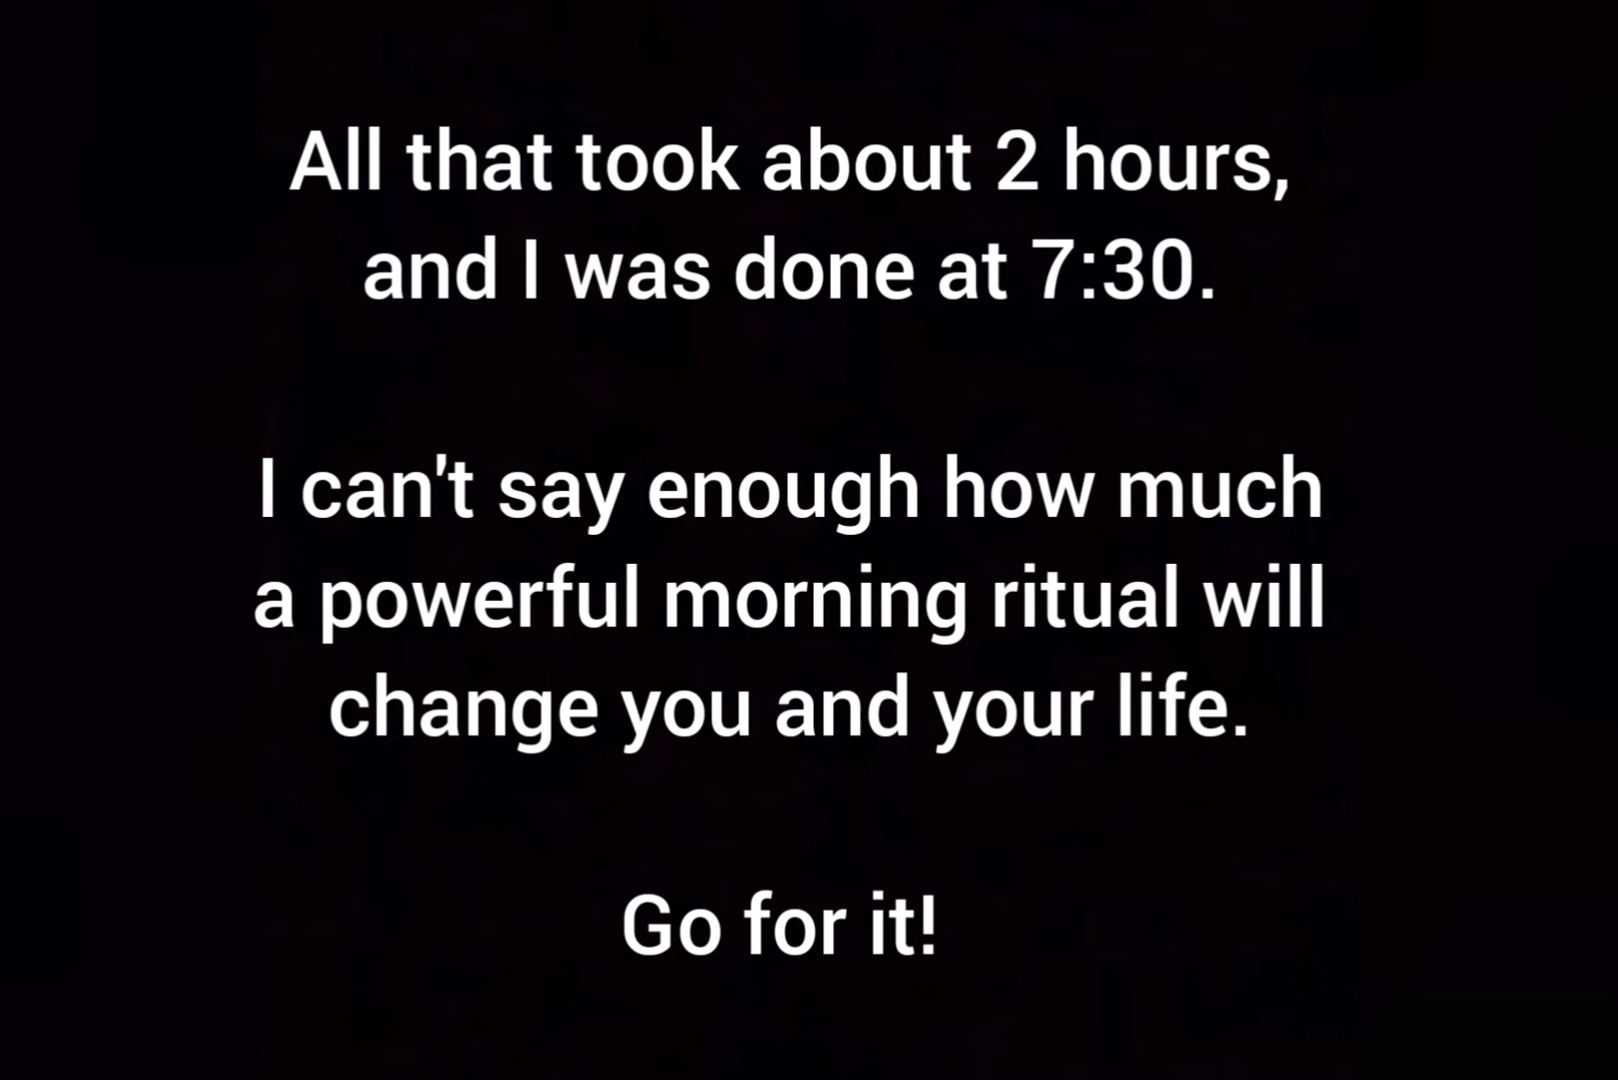 All that took about 2 hours,
and I was done at 7:30.
I can't say enough how much
a powerful morning ritual will
change you and your life.
Go for it!